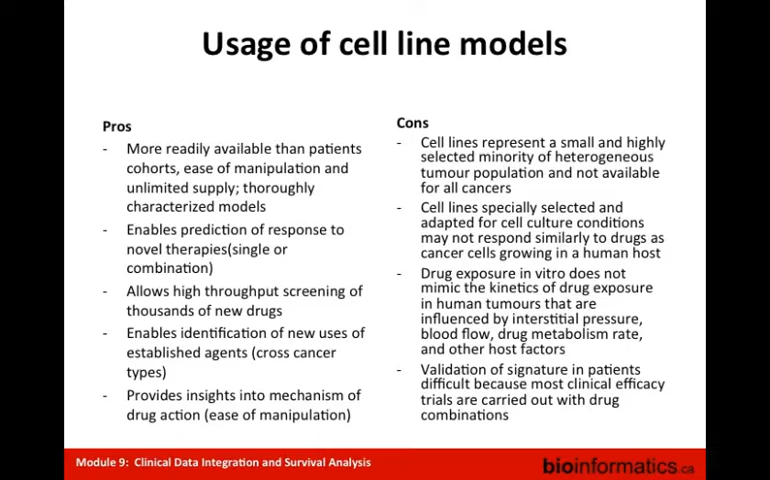 Usage of cell line models
Pros
- More readily available than patients
cohorts, ease of manipulation and
unlimited supply; thoroughly
characterized models
- Enables prediction of response to
novel therapies(single or
combination)
- Allows high throughput screening of
thousands of new drugs
- Enables identification of new uses of
established agents (cross cancer
types)
- Provides insights into mechanism of
drug action (ease of manipulation)
Cons
- Cell lines represent a small and highly
selected minority of heterogeneous
tumour population and not available
for all cancers
- Cell lines specially selected and
adapted for cell culture conditions
may not respond similarly to drugs as
cancer cells growing in a human host
- Drug exposure in vitro does not
mimic the kinetics of drug exposure
in human tumours that are
influenced by interstitial pressure,
blood flow, drug metabolism rate,
and other host factors
- Validation of signature in patients
difficult because most clinical efficacy
trials are carried out with drug
combinations
Module 9: Clinical Data Integration and Survival Analysis
bioinformatics.ca